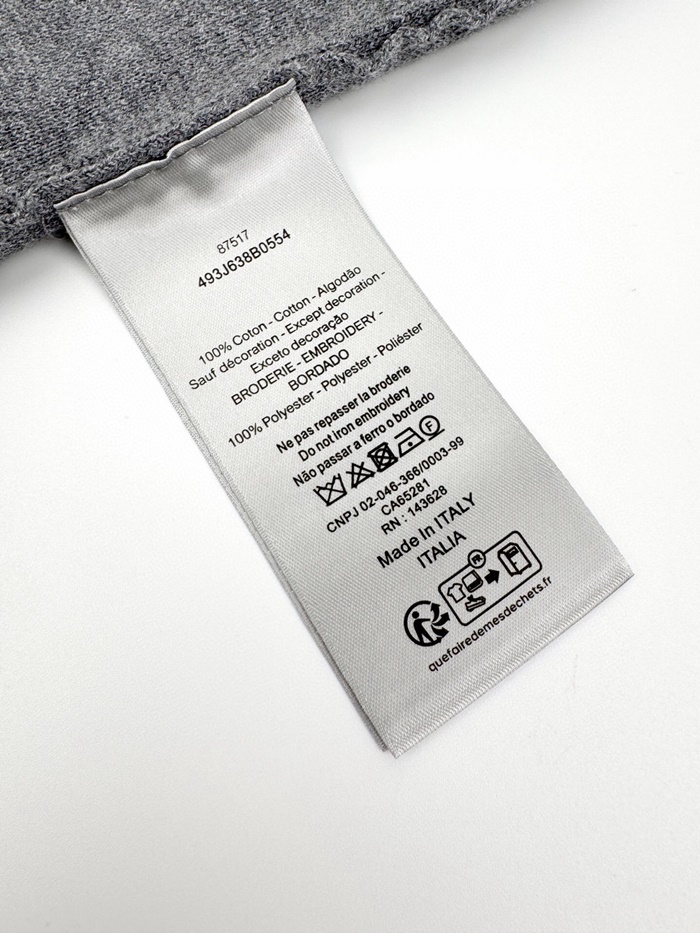 87517
493J638B0554
100% Coton - Cotton - Algodão
Sauf décoration - Except decoration -
Exceto decoração
BRODERIE - EMBROIDERY -
BORDADO
100% Polyester - Polyester - Poliéster
Ne pas repasser la broderie
Do not iron embroidery
Não passar a ferro o bordado
F
CNPJ 02-046-366/0003-99
CA65281
RN : 143628
Made In ITALY
ITALIA
FR
quefairedemesdechets.fr